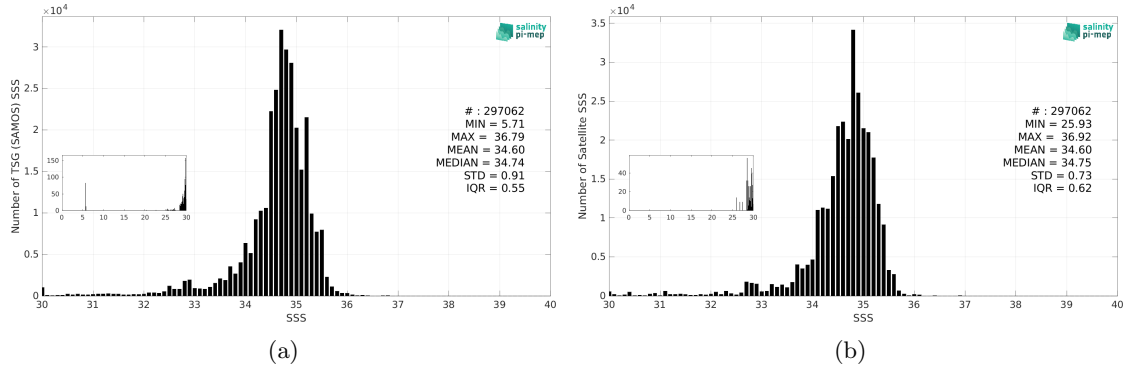 ×10⁴
3
2.5
2
1.5
1
0.5
0
Number of TSG (SAMOS) SSS
salinity
pi-mep
# : 297062
MIN = 5.71
MAX = 36.79
MEAN = 34.60
MEDIAN = 34.74
STD = 0.91
IQR = 0.55
150
100
50
0
0 5 10 15 20 25 30
30 31 32 33 34 35 36 37 38 39 40
SSS
(a)
×10⁴
3.5
3
2.5
2
1.5
1
0.5
0
Number of Satellite SSS
salinity
pi-mep
# : 297062
MIN = 25.93
MAX = 36.92
MEAN = 34.60
MEDIAN = 34.75
STD = 0.73
IQR = 0.62
40
20
0
0 5 10 15 20 25 30
30 31 32 33 34 35 36 37 38 39 40
SSS
(b)